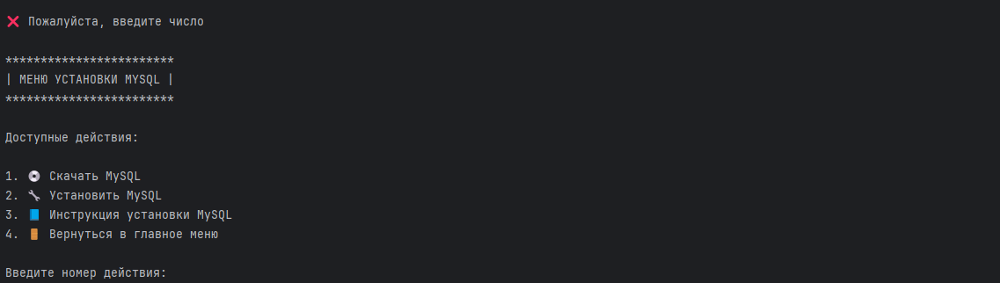 ❌ Пожалуйста, введите число
************************
| МЕНЮ УСТАНОВКИ MYSQL |
************************
Доступные действия:
1. 💿 Скачать MySQL
2. 🔧 Установить MySQL
3. 📘 Инструкция установки MySQL
4. 🚪 Вернуться в главное меню
Введите номер действия: